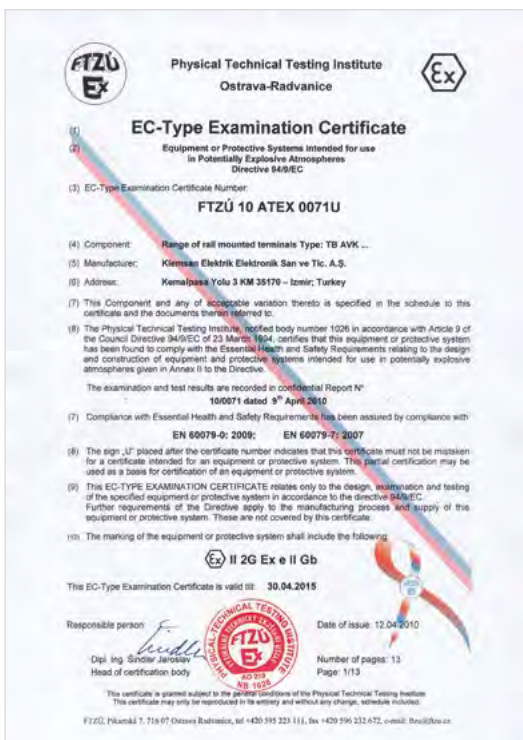 FTZÚ
Ex
Physical Technical Testing Institute
Ostrava-Radvanice
Ex
(1) EC-Type Examination Certificate
(2) Equipment or Protective Systems Intended for use
in Potentially Explosive Atmospheres
Directive 94/9/EC
(3) EC-Type Examination Certificate Number:
FTZÚ 10 ATEX 0071U
(4) Component: Range of rail mounted terminals Type: TB AVK ...
(5) Manufacturer: Klemsan Elektrik Elektronik San ve Tic. A.Ş.
(6) Address: Kemalpasa Yolu 3 KM 35170 – Izmir; Turkey
(7) This Component and any of acceptable variation thereto is specified in the schedule to this
certificate and the documents therein referred to.
(8) The Physical Technical Testing Institute, notified body number 1026 in accordance with Article 9 of
the Council Directive 94/9/EC of 23 March 1994, certifies that this equipment or protective system
has been found to comply with the Essential Health and Safety Requirements relating to the design
and construction of equipment and protective systems intended for use in potentially explosive
atmospheres given in Annex II to the Directive.
The examination and test results are recorded in confidential Report N°
10/0071 dated 9th April 2010
(7) Compliance with Essential Health and Safety Requirements has been assured by compliance with
EN 60079-0: 2009; EN 60079-7: 2007
(8) The sign „U" placed after the certificate number indicates that this certificate must not be mistaken
for a certificate intended for an equipment or protective system. This partial certification may be
used as a basis for certification of an equipment or protective system.
(9) This EC-TYPE EXAMINATION CERTIFICATE relates only to the design, examination and testing
of the specified equipment or protective system in accordance to the directive 94/9/EC.
Further requirements of the Directive apply to the manufacturing process and supply of this
equipment or protective system. These are not covered by this certificate.
(10) The marking of the equipment or protective system shall include the following
Ex II 2G Ex e II Gb
This EC-Type Examination Certificate is valid till: 30.04.2015
Responsible person:
Date of issue: 12.04.2010
Dipl. Ing. Šindler Jaroslav
Head of certification body
PHYSICAL-TECHNICAL TESTING INSTITUTE
FTZÚ
Ex
AO 210
NB 1026
Number of pages: 13
Page: 1/13
This certificate is granted subject to the general conditions of the Physical Technical Testing Institute.
This certificate may only be reproduced in its entirety and without any change, schedule included.
FTZÚ, Pikartská 7, 716 07 Ostrava Radvanice, tel +420 595 223 111, fax +420 596 232 672, e-mail: ftzu@ftzu.cz